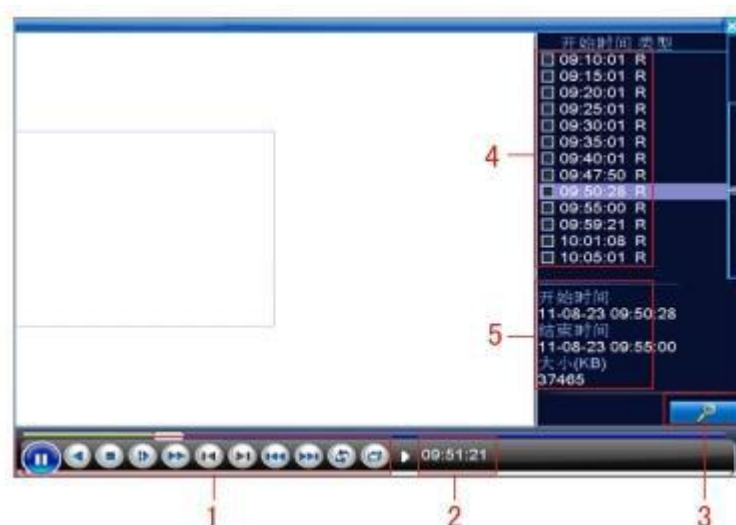 开始时间 类型
09:10:01 R
09:15:01 R
09:20:01 R
09:25:01 R
09:30:01 R
09:35:01 R
09:40:01 R
09:47:50 R
09:50:28 R
09:55:00 R
09:59:21 R
10:01:08 R
10:05:01 R
4
开始时间
11-08-23 09:50:28
结束时间
11-08-23 09:55:00
大小(KB)
37465
5
09:51:21
1
2
3